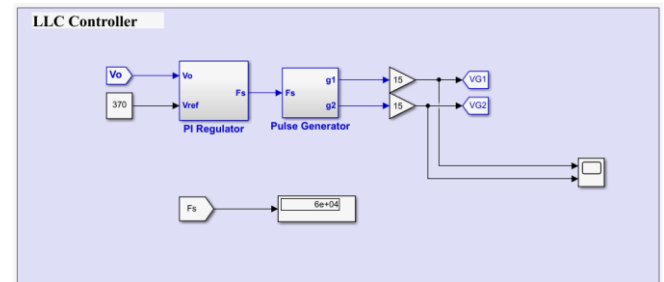 LLC Controller
Vo
370
Vo
Vref
Fs
PI Regulator
Fs
g1
g2
Pulse Generator
15
15
VG1
VG2
Fs
6e+04